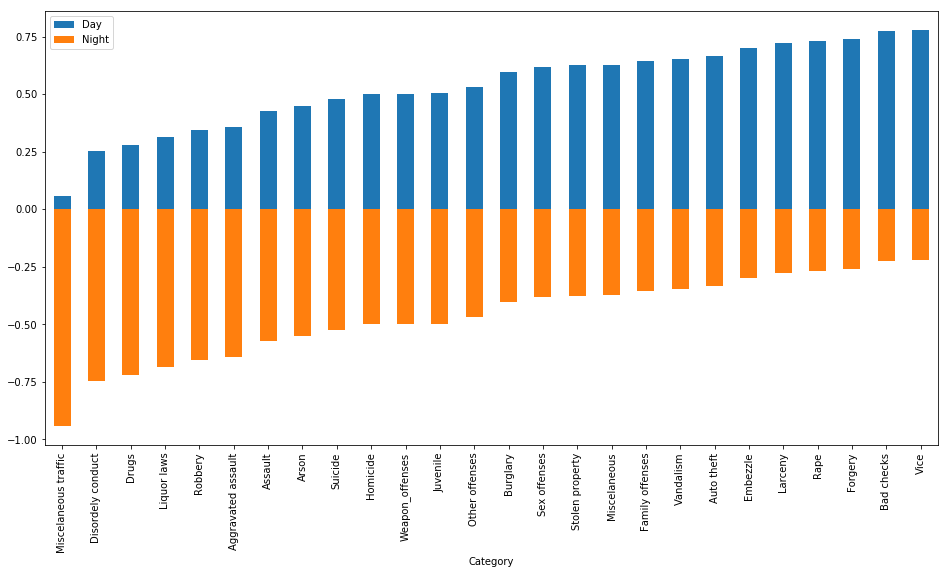 Day
Night
0.75
0.50
0.25
0.00
−0.25
−0.50
−0.75
−1.00
Miscelaneous traffic
Disordely conduct
Drugs
Liquor laws
Robbery
Aggravated assault
Assault
Arson
Suicide
Homicide
Weapon_offenses
Juvenile
Other offenses
Burglary
Sex offenses
Stolen property
Miscelaneous
Family offenses
Vandalism
Auto theft
Embezzle
Larceny
Rape
Forgery
Bad checks
Vice
Category